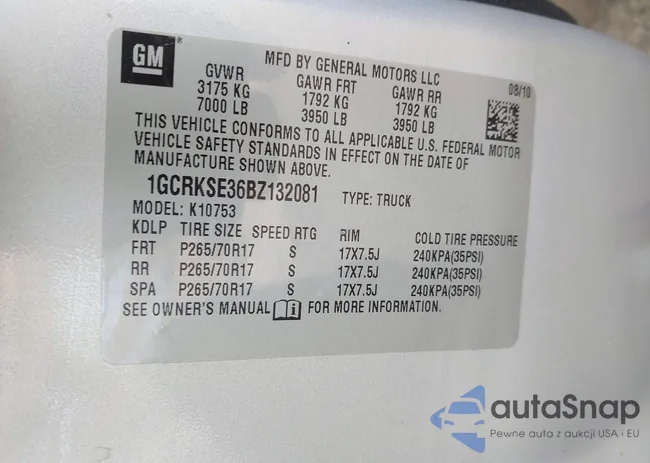 GM
MFD BY GENERAL MOTORS LLC
08/10
GVWR GAWR FRT GAWR RR
3175 KG 1792 KG 1792 KG
7000 LB 3950 LB 3950 LB
THIS VEHICLE CONFORMS TO ALL APPLICABLE U.S. FEDERAL MOTOR
VEHICLE SAFETY STANDARDS IN EFFECT ON THE DATE OF
MANUFACTURE SHOWN ABOVE.
1GCRKSE36BZ132081 TYPE: TRUCK
MODEL: K10753
KDLP TIRE SIZE SPEED RTG RIM COLD TIRE PRESSURE
FRT P265/70R17 S 17X7.5J 240KPA(35PSI)
RR P265/70R17 S 17X7.5J 240KPA(35PSI)
SPA P265/70R17 S 17X7.5J 240KPA(35PSI)
SEE OWNER'S MANUAL i FOR MORE INFORMATION.
autaSnap
Pewne auta z aukcji USA i EU